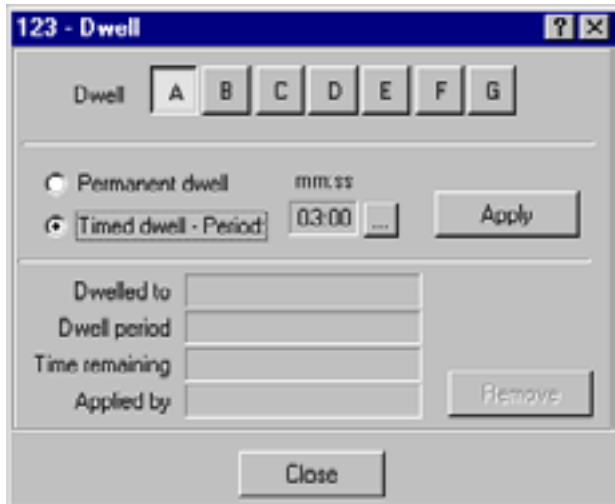 123 - Dwell ? ×
Dwell A B C D E F G
Permanent dwell mm:ss
Timed dwell - Period: 03:00 ... Apply
Dwelled to
Dwell period
Time remaining
Applied by Remove
Close